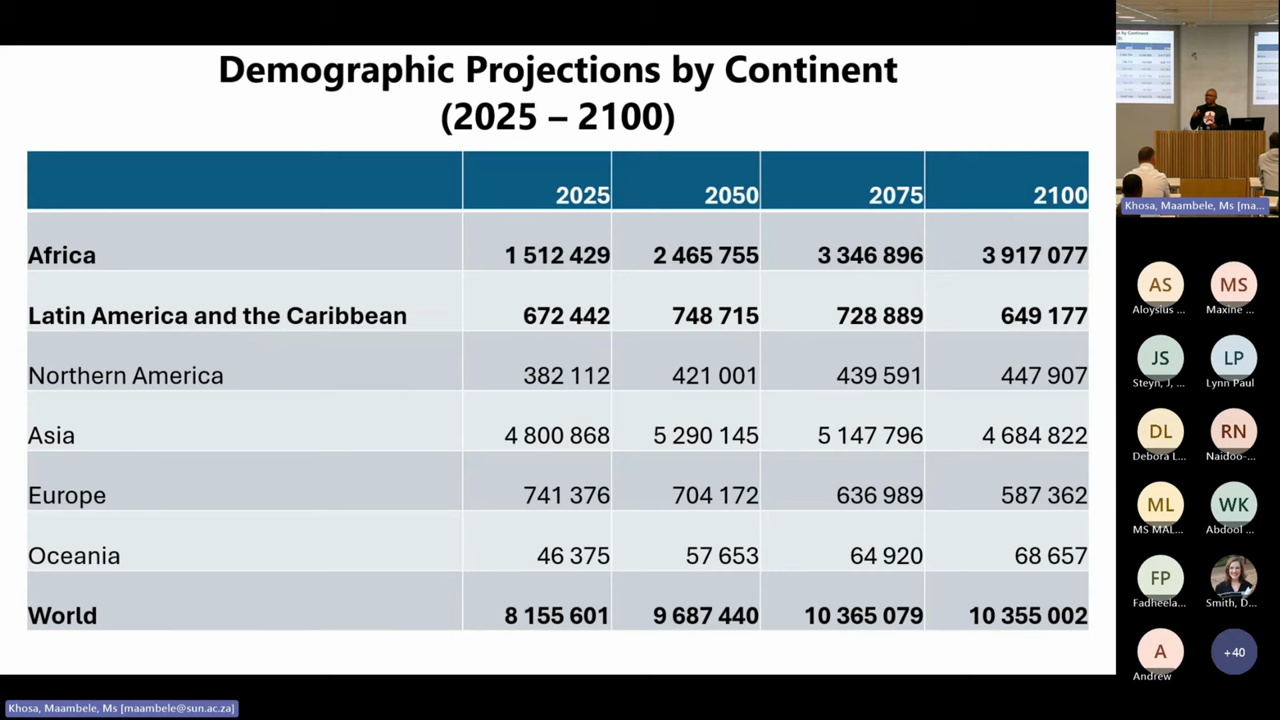 Demographic Projections by Continent
(2025 – 2100)
2025 2050 2075 2100
Africa 1 512 429 2 465 755 3 346 896 3 917 077
Latin America and the Caribbean 672 442 748 715 728 889 649 177
Northern America 382 112 421 001 439 591 447 907
Asia 4 800 868 5 290 145 5 147 796 4 684 822
Europe 741 376 704 172 636 989 587 362
Oceania 46 375 57 653 64 920 68 657
World 8 155 601 9 687 440 10 365 079 10 355 002
Khosa, Maambele, Ms [ma...
AS MS
Aloysius ... Maxine ...
JS LP
Steyn, J, ... Lynn Paul
DL RN
Debora L... Naidoo-...
ML WK
MS MAL... Abdool ...
FP
Fadheela... Smith, D...
A +40
Andrew
Khosa, Maambele, Ms [maambele@sun.ac.za]